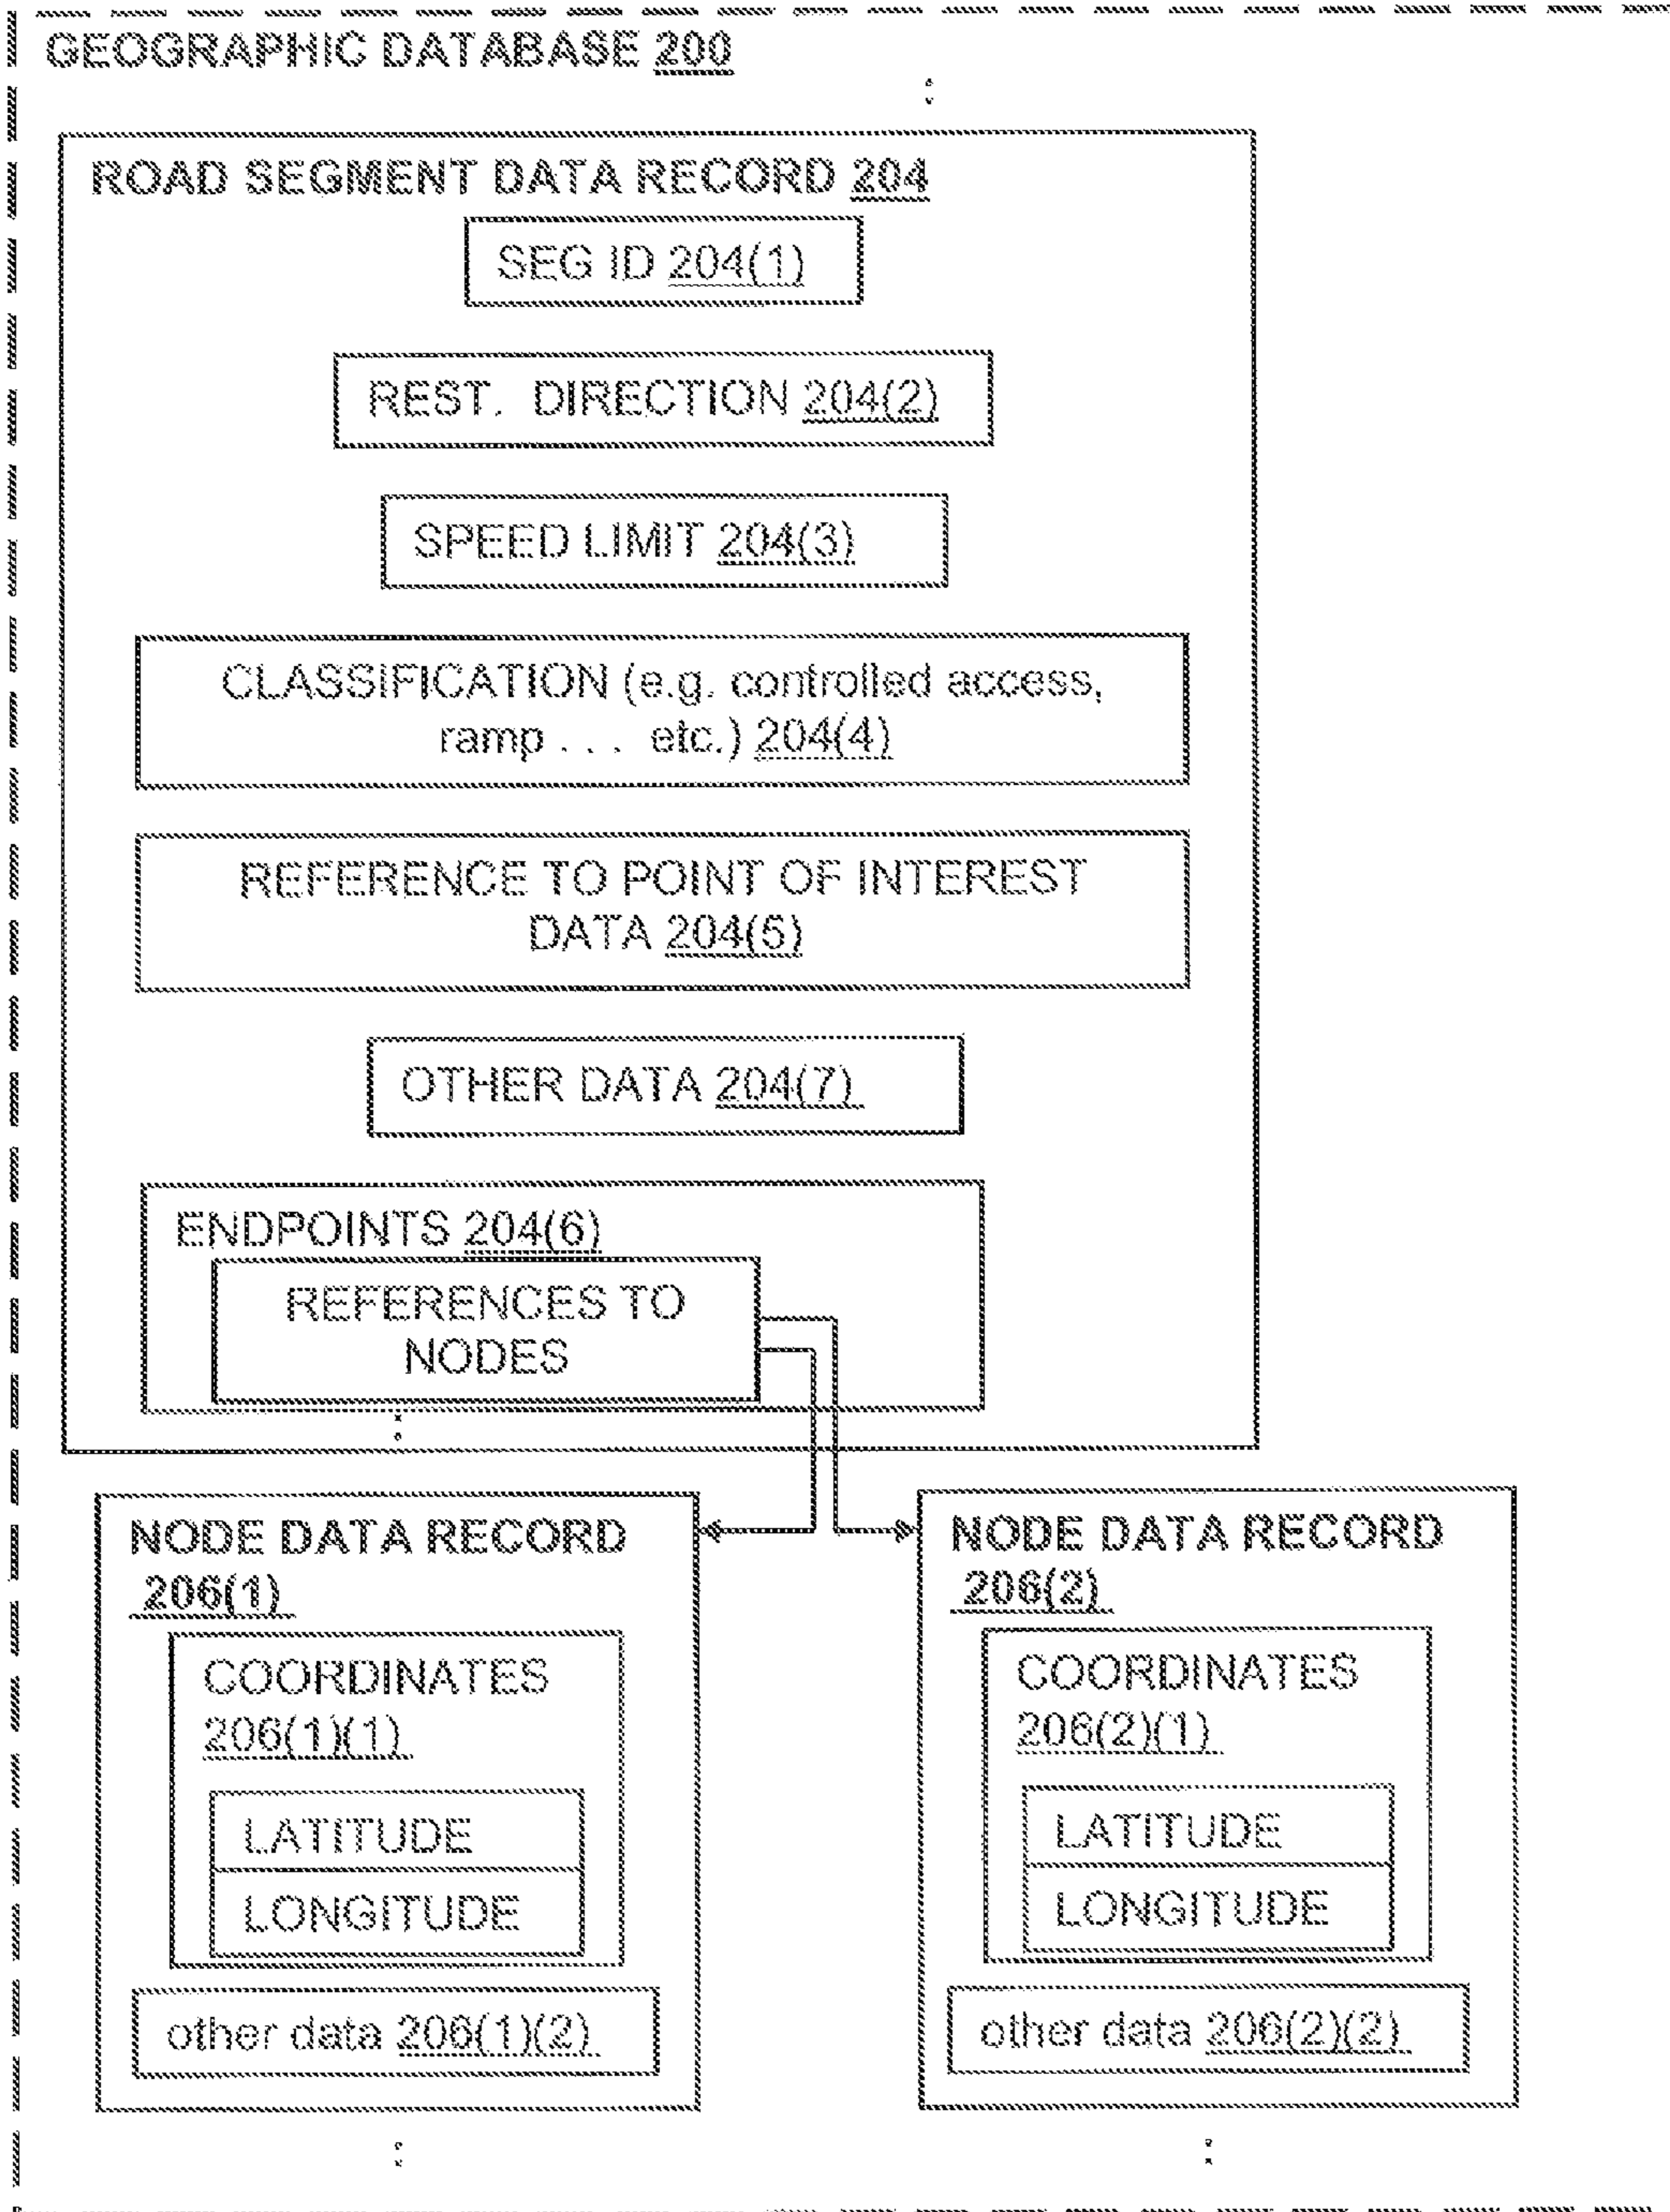 GEOGRAPHIC DATABASE 200
ROAD SEGMENT DATA RECORD 204
SEG ID 204(1)
REST. DIRECTION 204(2)
SPEED LIMIT 204(3)
CLASSIFICATION (e.g. controlled access,
ramp . . . etc.) 204(4)
REFERENCE TO POINT OF INTEREST
DATA 204(5)
OTHER DATA 204(7)
ENDPOINTS 204(6)
REFERENCES TO
NODES
NODE DATA RECORD
206(1)
COORDINATES
206(1)(1)
LATITUDE
LONGITUDE
other data 206(1)(2)
NODE DATA RECORD
206(2)
COORDINATES
206(2)(1)
LATITUDE
LONGITUDE
other data 206(2)(2)